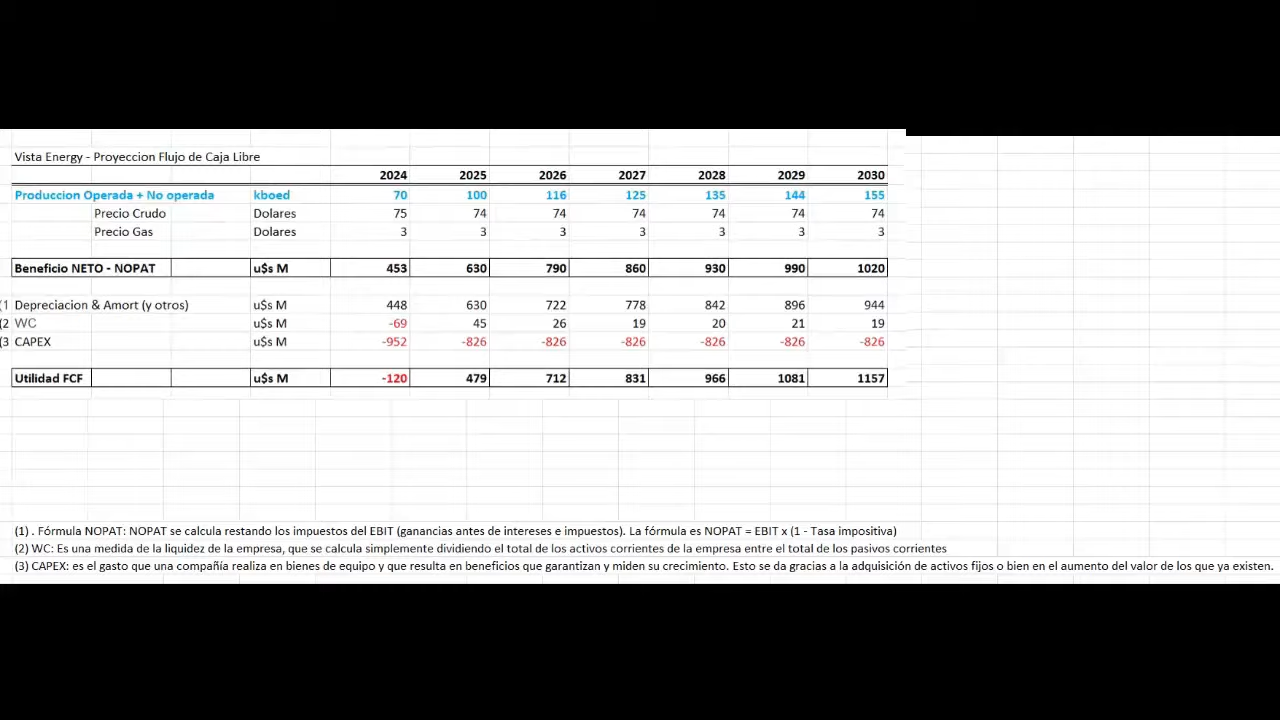 Vista Energy - Proyeccion Flujo de Caja Libre
2024 2025 2026 2027 2028 2029 2030
Produccion Operada + No operada kboed 70 100 116 125 135 144 155
Precio Crudo Dolares 75 74 74 74 74 74 74
Precio Gas Dolares 3 3 3 3 3 3 3
Beneficio NETO - NOPAT u$s M 453 630 790 860 930 990 1020
(1 Depreciacion & Amort (y otros) u$s M 448 630 722 778 842 896 944
(2 WC u$s M -69 45 26 19 20 21 19
(3 CAPEX u$s M -952 -826 -826 -826 -826 -826 -826
Utilidad FCF u$s M -120 479 712 831 966 1081 1157
(1) . Fórmula NOPAT: NOPAT se calcula restando los impuestos del EBIT (ganancias antes de intereses e impuestos). La fórmula es NOPAT = EBIT x (1 - Tasa impositiva)
(2) WC: Es una medida de la liquidez de la empresa, que se calcula simplemente dividiendo el total de los activos corrientes de la empresa entre el total de los pasivos corrientes
(3) CAPEX: es el gasto que una compañía realiza en bienes de equipo y que resulta en beneficios que garantizan y miden su crecimiento. Esto se da gracias a la adquisición de activos fijos o bien en el aumento del valor de los que ya existen.